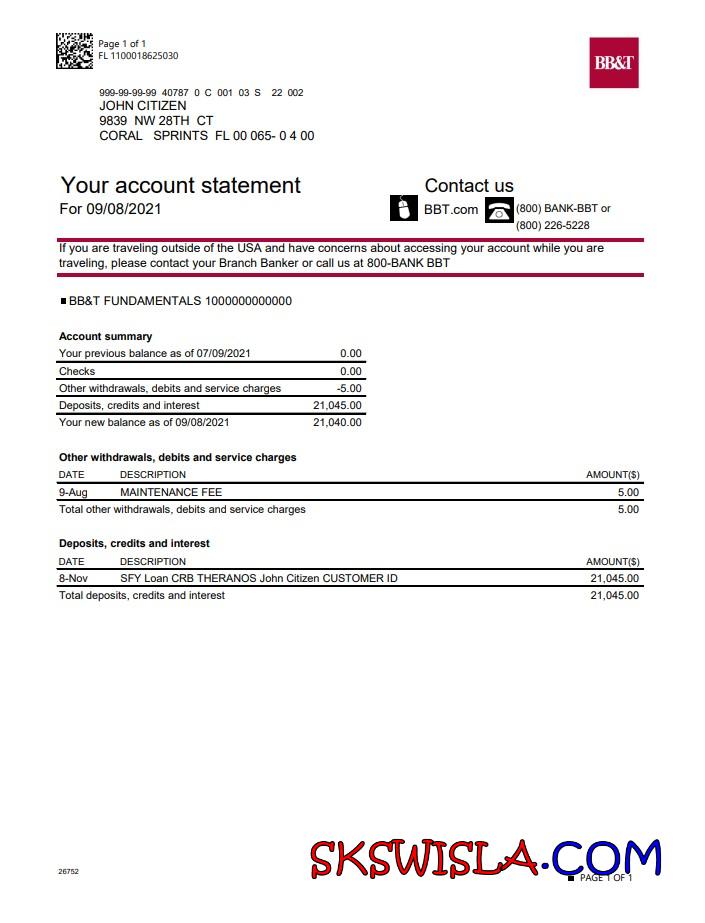 Page 1 of 1
FL 1100018625030
BB&T
999-99-99-99 40787 0 C 001 03 S 22 002
JOHN CITIZEN
9839 NW 28TH CT
CORAL SPRINTS FL 00 065- 0 4 00
Your account statement
For 09/08/2021
Contact us
BBT.com
(800) BANK-BBT or
(800) 226-5228
If you are traveling outside of the USA and have concerns about accessing your account while you are
traveling, please contact your Branch Banker or call us at 800-BANK BBT
BB&T FUNDAMENTALS 1000000000000
Account summary
Your previous balance as of 07/09/2021 0.00
Checks 0.00
Other withdrawals, debits and service charges -5.00
Deposits, credits and interest 21,045.00
Your new balance as of 09/08/2021 21,040.00
Other withdrawals, debits and service charges
DATE DESCRIPTION AMOUNT($)
9-Aug MAINTENANCE FEE 5.00
Total other withdrawals, debits and service charges 5.00
Deposits, credits and interest
DATE DESCRIPTION AMOUNT($)
8-Nov SFY Loan CRB THERANOS John Citizen CUSTOMER ID 21,045.00
Total deposits, credits and interest 21,045.00
SKSWISLA.COM
26752
PAGE 1 OF 1